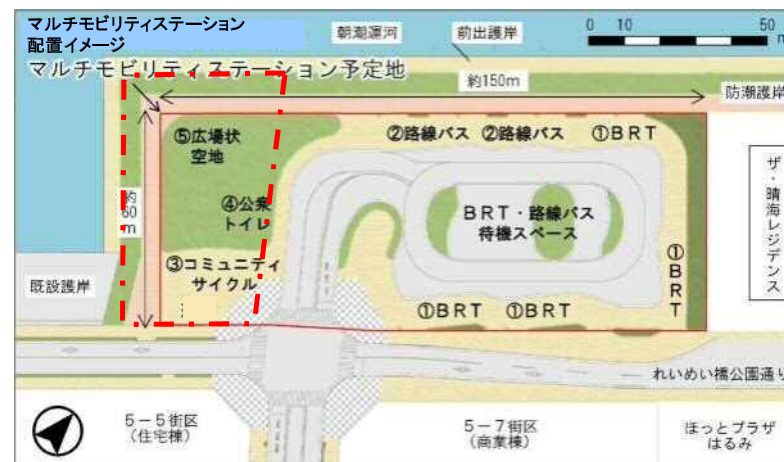 マルチモビリティステーション
配置イメージ
朝潮運河
前出護岸
0 10 50
m
マルチモビリティステーション予定地
約150m
防潮護岸
⑤広場状
空地
②路線バス ②路線バス ①BRT
約60m
④公衆
トイレ
BRT・路線バス
待機スペース
ザ・晴海レジデンス
③コミュニティ
サイクル
①BRT
既設護岸
①BRT ①BRT
れいめい橋公園通り
5-5街区
(住宅棟)
5-7街区
(商業棟)
ほっとプラザ
はるみ